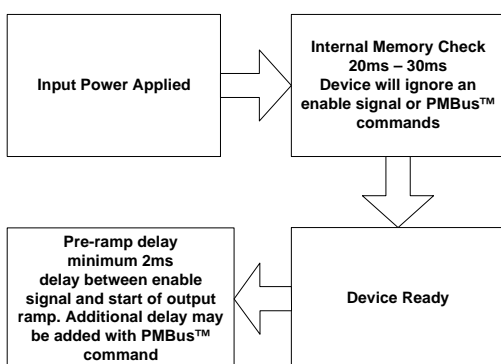 Input Power Applied
Internal Memory Check
20ms – 30ms
Device will ignore an
enable signal or PMBus™
commands
Device Ready
Pre-ramp delay
minimum 2ms
delay between enable
signal and start of output
ramp. Additional delay may
be added with PMBus™
command